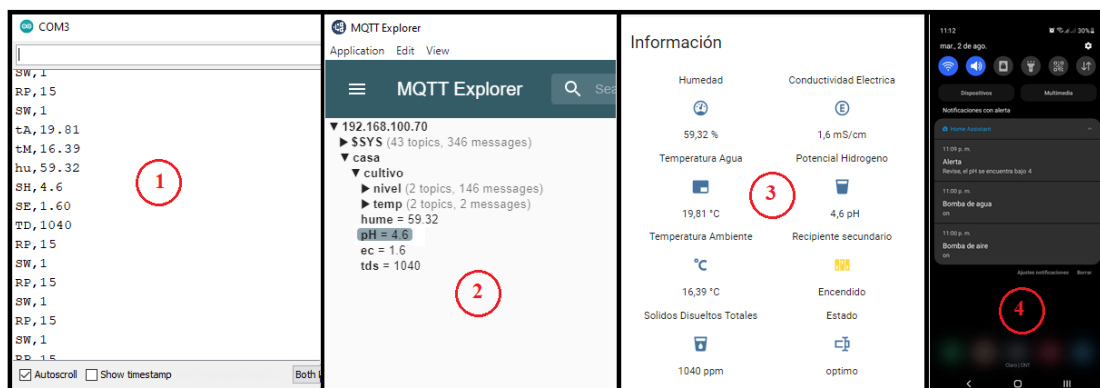 COM3
SW,1
RP,15
SW,1
tA,19.81
tM,16.39
hu,59.32
SH,4.6
SE,1.60
TD,1040
RP,15
SW,1
RP,15
SW,1
RP,15
SW,1
RP,15
Autoscroll Show timestamp Both
1
MQTT Explorer
Application Edit View
MQTT Explorer Sea
192.168.100.70
$SYS (43 topics, 346 messages)
casa
cultivo
nivel (2 topics, 146 messages)
temp (2 topics, 2 messages)
hume = 59.32
pH = 4.6
ec = 1.6
tds = 1040
2
Información
Humedad Conductividad Electrica
E
59,32 % 1,6 mS/cm
Temperatura Agua Potencial Hidrogeno
3
19,81 °C 4,6 pH
Temperatura Ambiente Recipiente secundario
°C
16,39 °C Encendido
Solidos Disueltos Totales Estado
1040 ppm optimo
11:12 30%
mar., 2 de ago.
Dispositivos Multimedia
Notificaciones con alerta
Home Assistant
11:09 p. m.
Alerta
Revise, el pH se encuentra bajo 4
11:00 p. m.
Bomba de agua
on
11:00 p. m.
Bomba de aire
on
Ajustes notificaciones Borrar
4
Claro | CNT